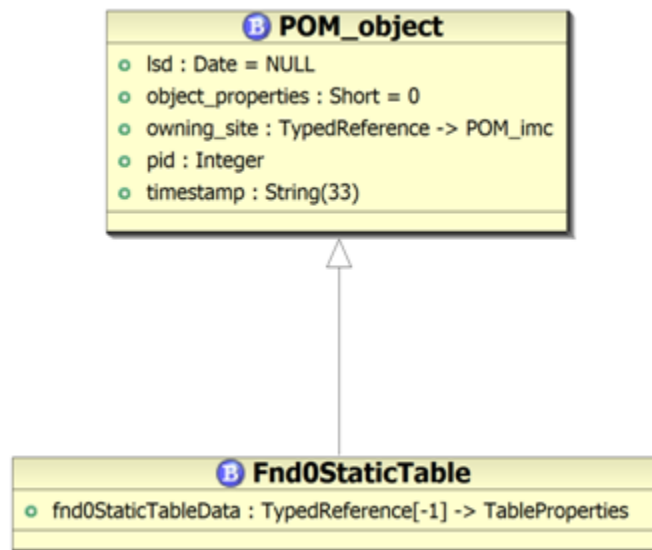 B POM_object
lsd : Date = NULL
object_properties : Short = 0
owning_site : TypedReference -> POM_imc
pid : Integer
timestamp : String(33)
B Fnd0StaticTable
fnd0StaticTableData : TypedReference[-1] -> TableProperties